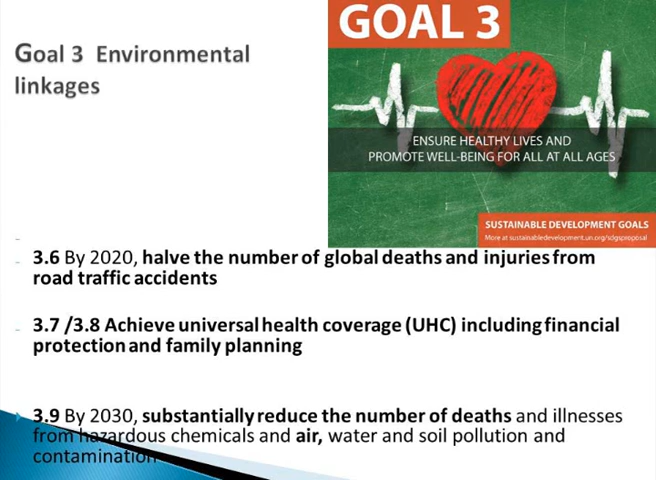 Goal 3 Environmental
linkages
GOAL 3
ENSURE HEALTHY LIVES AND
PROMOTE WELL-BEING FOR ALL AT ALL AGES
SUSTAINABLE DEVELOPMENT GOALS
More at sustainabledevelopment.un.org/sdgsproposal
3.6 By 2020, halve the number of global deaths and injuries from
road traffic accidents
3.7 /3.8 Achieve universal health coverage (UHC) including financial
protection and family planning
3.9 By 2030, substantially reduce the number of deaths and illnesses
from hazardous chemicals and air, water and soil pollution and
contamination